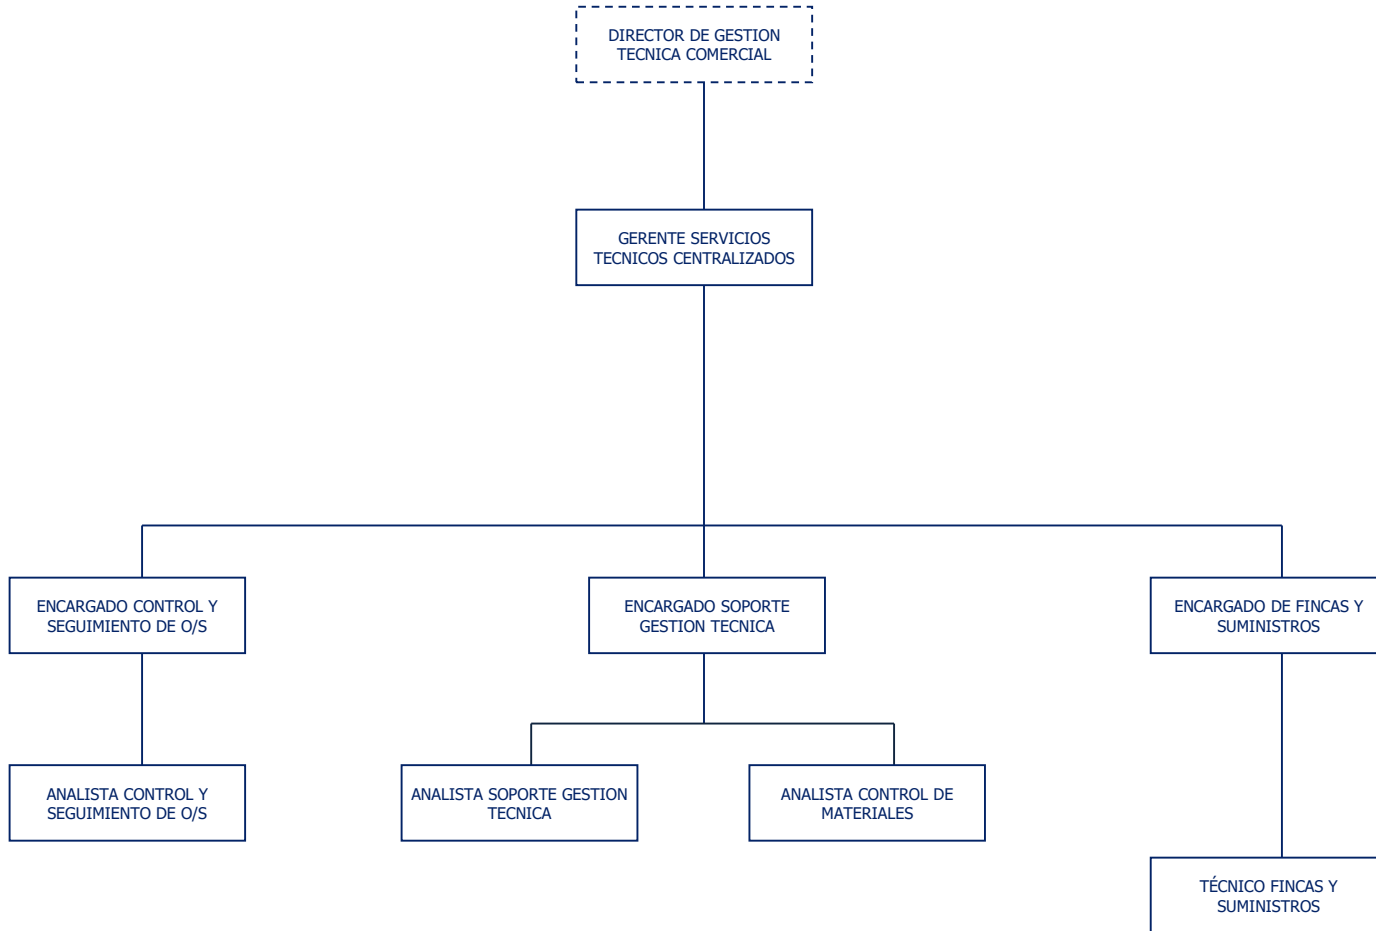 DIRECTOR DE GESTION
TECNICA COMERCIAL
GERENTE SERVICIOS
TECNICOS CENTRALIZADOS
ENCARGADO CONTROL Y
SEGUIMIENTO DE O/S
ENCARGADO SOPORTE
GESTION TECNICA
ENCARGADO DE FINCAS Y
SUMINISTROS
ANALISTA CONTROL Y
SEGUIMIENTO DE O/S
ANALISTA SOPORTE GESTION
TECNICA
ANALISTA CONTROL DE
MATERIALES
TÉCNICO FINCAS Y
SUMINISTROS